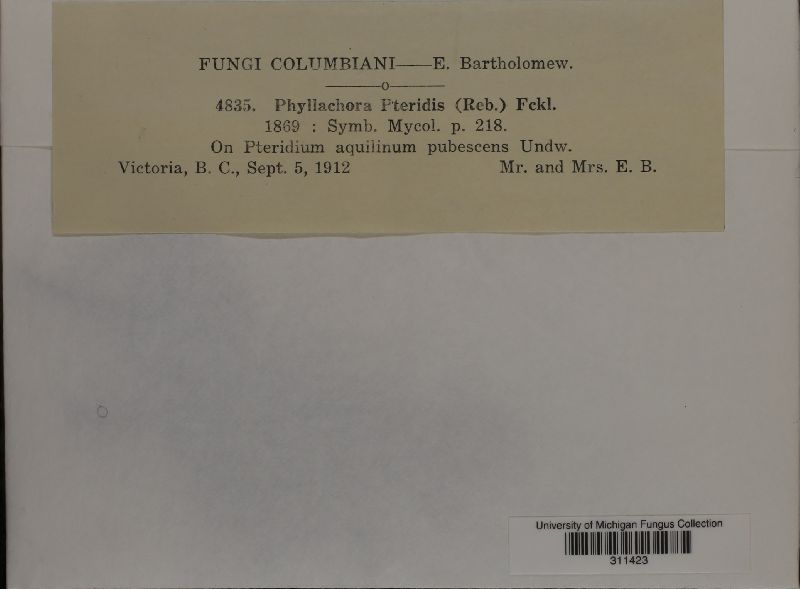 FUNGI COLUMBIANI——E. Bartholomew.
4835. Phyllachora Pteridis (Reb.) Fckl.
1869 : Symb. Mycol. p. 218.
On Pteridium aquilinum pubescens Undw.
Victoria, B. C., Sept. 5, 1912 Mr. and Mrs. E. B.
University of Michigan Fungus Collection
311423